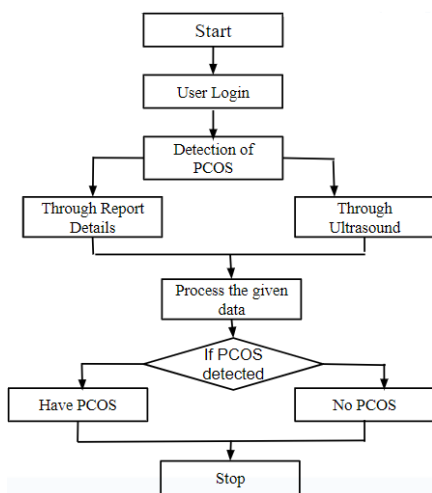 Start
User Login
Detection of
PCOS
Through Report
Details
Through
Ultrasound
Process the given
data
If PCOS
detected
Have PCOS
No PCOS
Stop